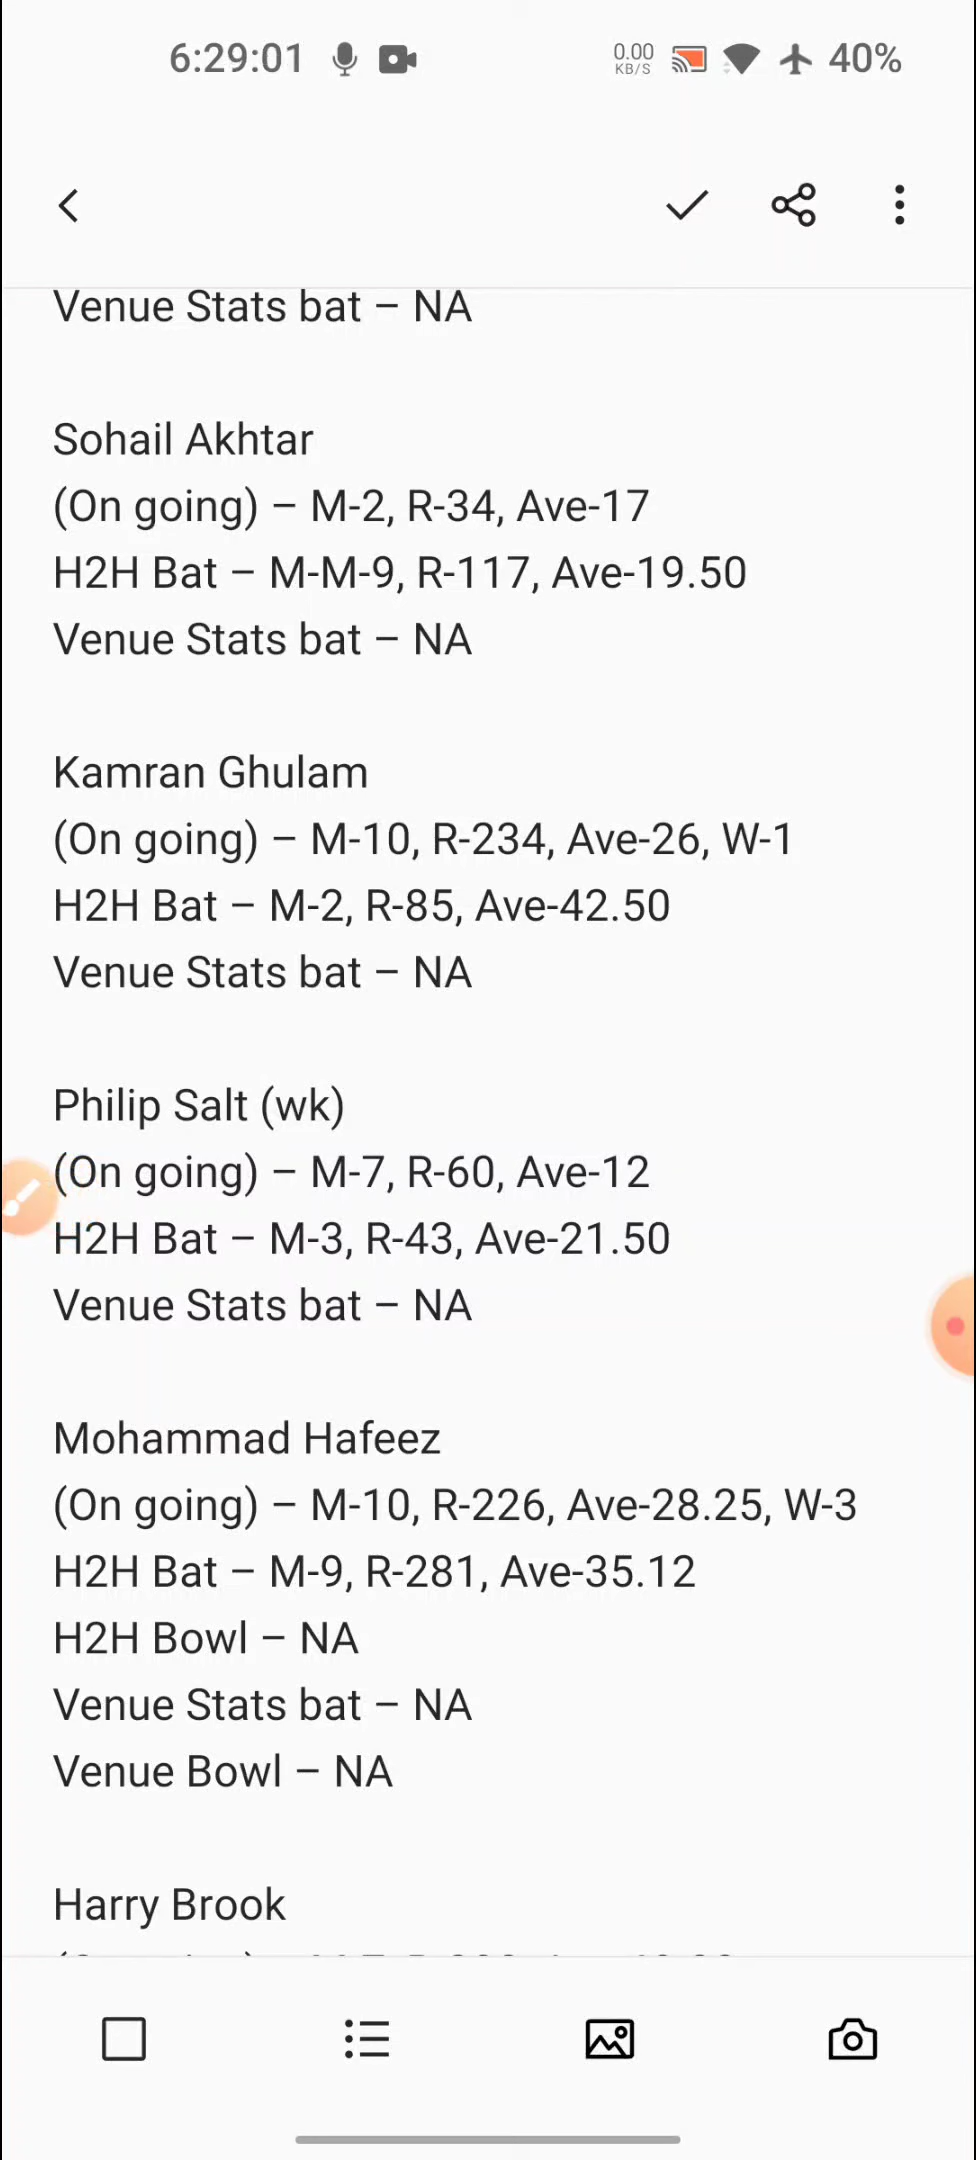 6:29:01 0.00 KB/S 40%
Venue Stats bat – NA
Sohail Akhtar
(On going) – M-2, R-34, Ave-17
H2H Bat – M-M-9, R-117, Ave-19.50
Venue Stats bat – NA
Kamran Ghulam
(On going) – M-10, R-234, Ave-26, W-1
H2H Bat – M-2, R-85, Ave-42.50
Venue Stats bat – NA
Philip Salt (wk)
(On going) – M-7, R-60, Ave-12
H2H Bat – M-3, R-43, Ave-21.50
Venue Stats bat – NA
Mohammad Hafeez
(On going) – M-10, R-226, Ave-28.25, W-3
H2H Bat – M-9, R-281, Ave-35.12
H2H Bowl – NA
Venue Stats bat – NA
Venue Bowl – NA
Harry Brook